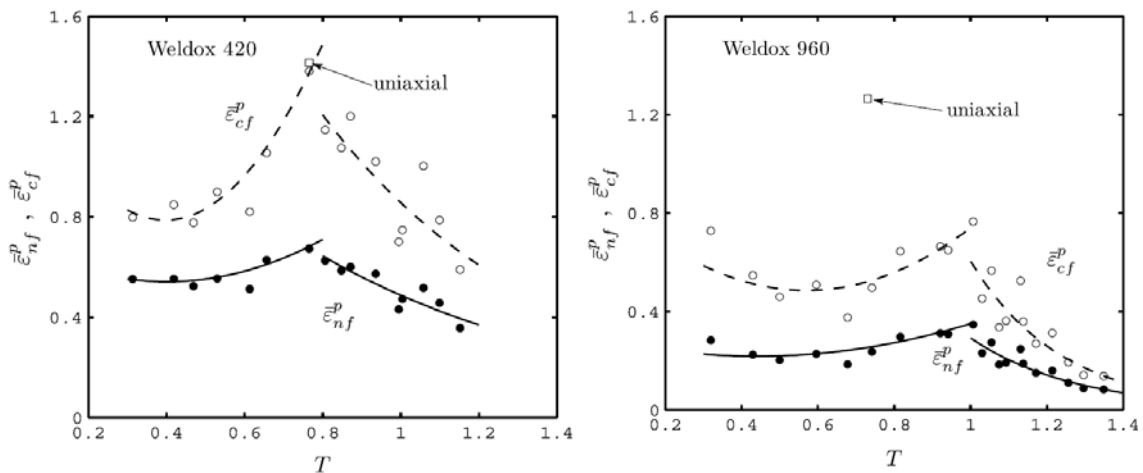 Weldox 420
uniaxial
ε̄ᵖcf
ε̄ᵖnf
ε̄ᵖnf , ε̄ᵖcf
1.6
1.2
0.8
0.4
0
0.2 0.4 0.6 0.8 1 1.2 1.4
T
Weldox 960
uniaxial
ε̄ᵖcf
ε̄ᵖnf
ε̄ᵖnf , ε̄ᵖcf
1.6
1.2
0.8
0.4
0
0.2 0.4 0.6 0.8 1 1.2 1.4
T